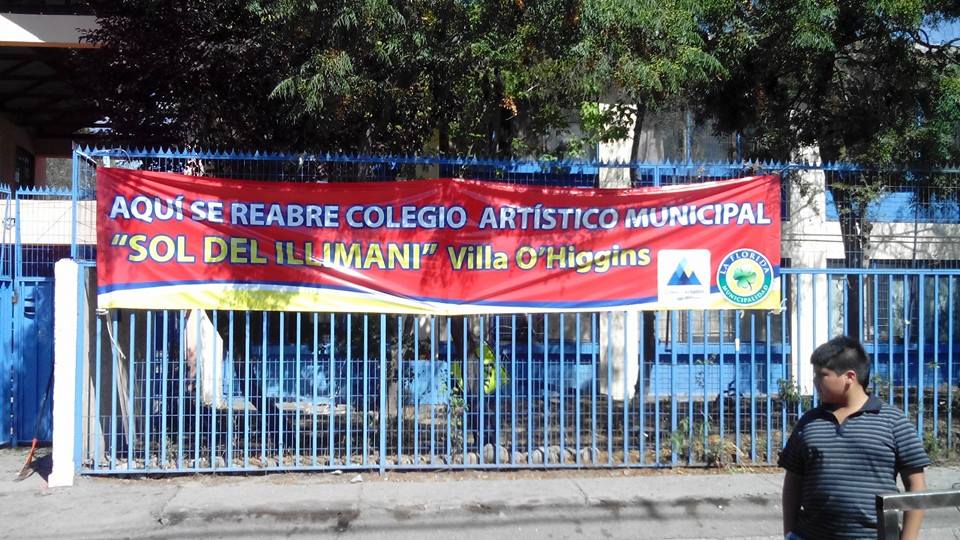 AQUÍ SE REABRE COLEGIO ARTÍSTICO MUNICIPAL
"SOL DEL ILLIMANI" Villa O'Higgins
LA FLORIDA
MUNICIPALIDAD